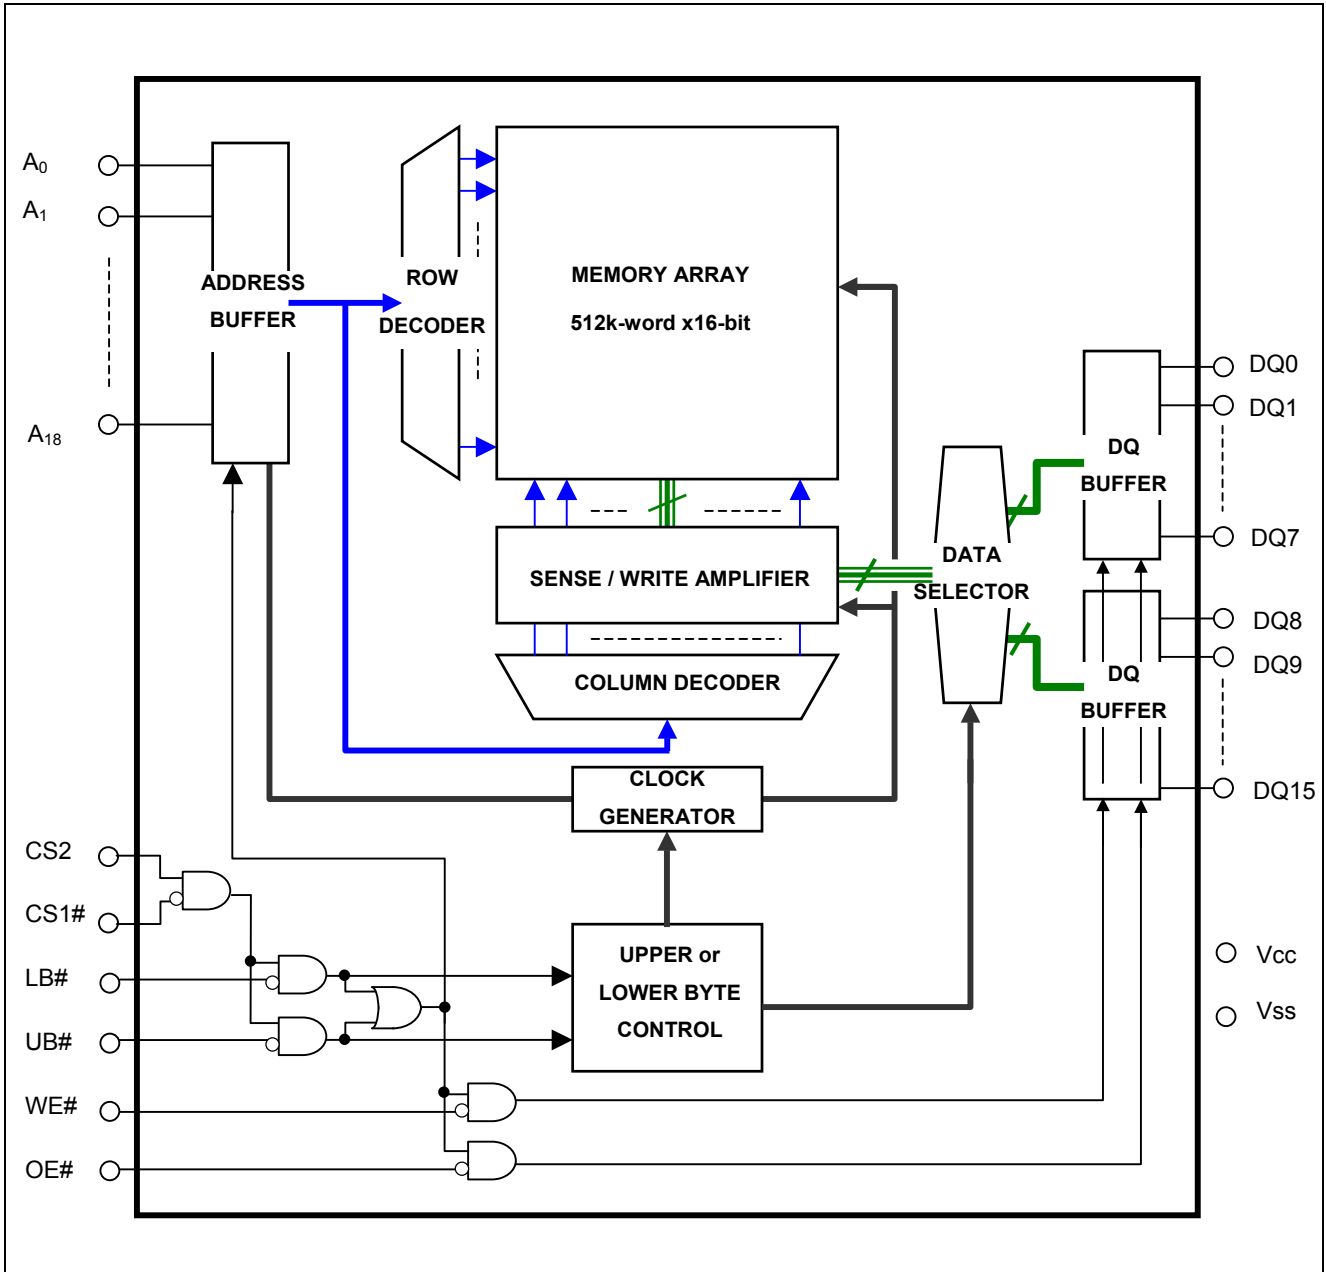 A0
A1
A18
ADDRESS
BUFFER
ROW
DECODER
MEMORY ARRAY
512k-word x16-bit
SENSE / WRITE AMPLIFIER
COLUMN DECODER
CLOCK
GENERATOR
DATA
SELECTOR
DQ
BUFFER
DQ
BUFFER
DQ0
DQ1
DQ7
DQ8
DQ9
DQ15
CS2
CS1#
LB#
UB#
WE#
OE#
UPPER or
LOWER BYTE
CONTROL
Vcc
Vss